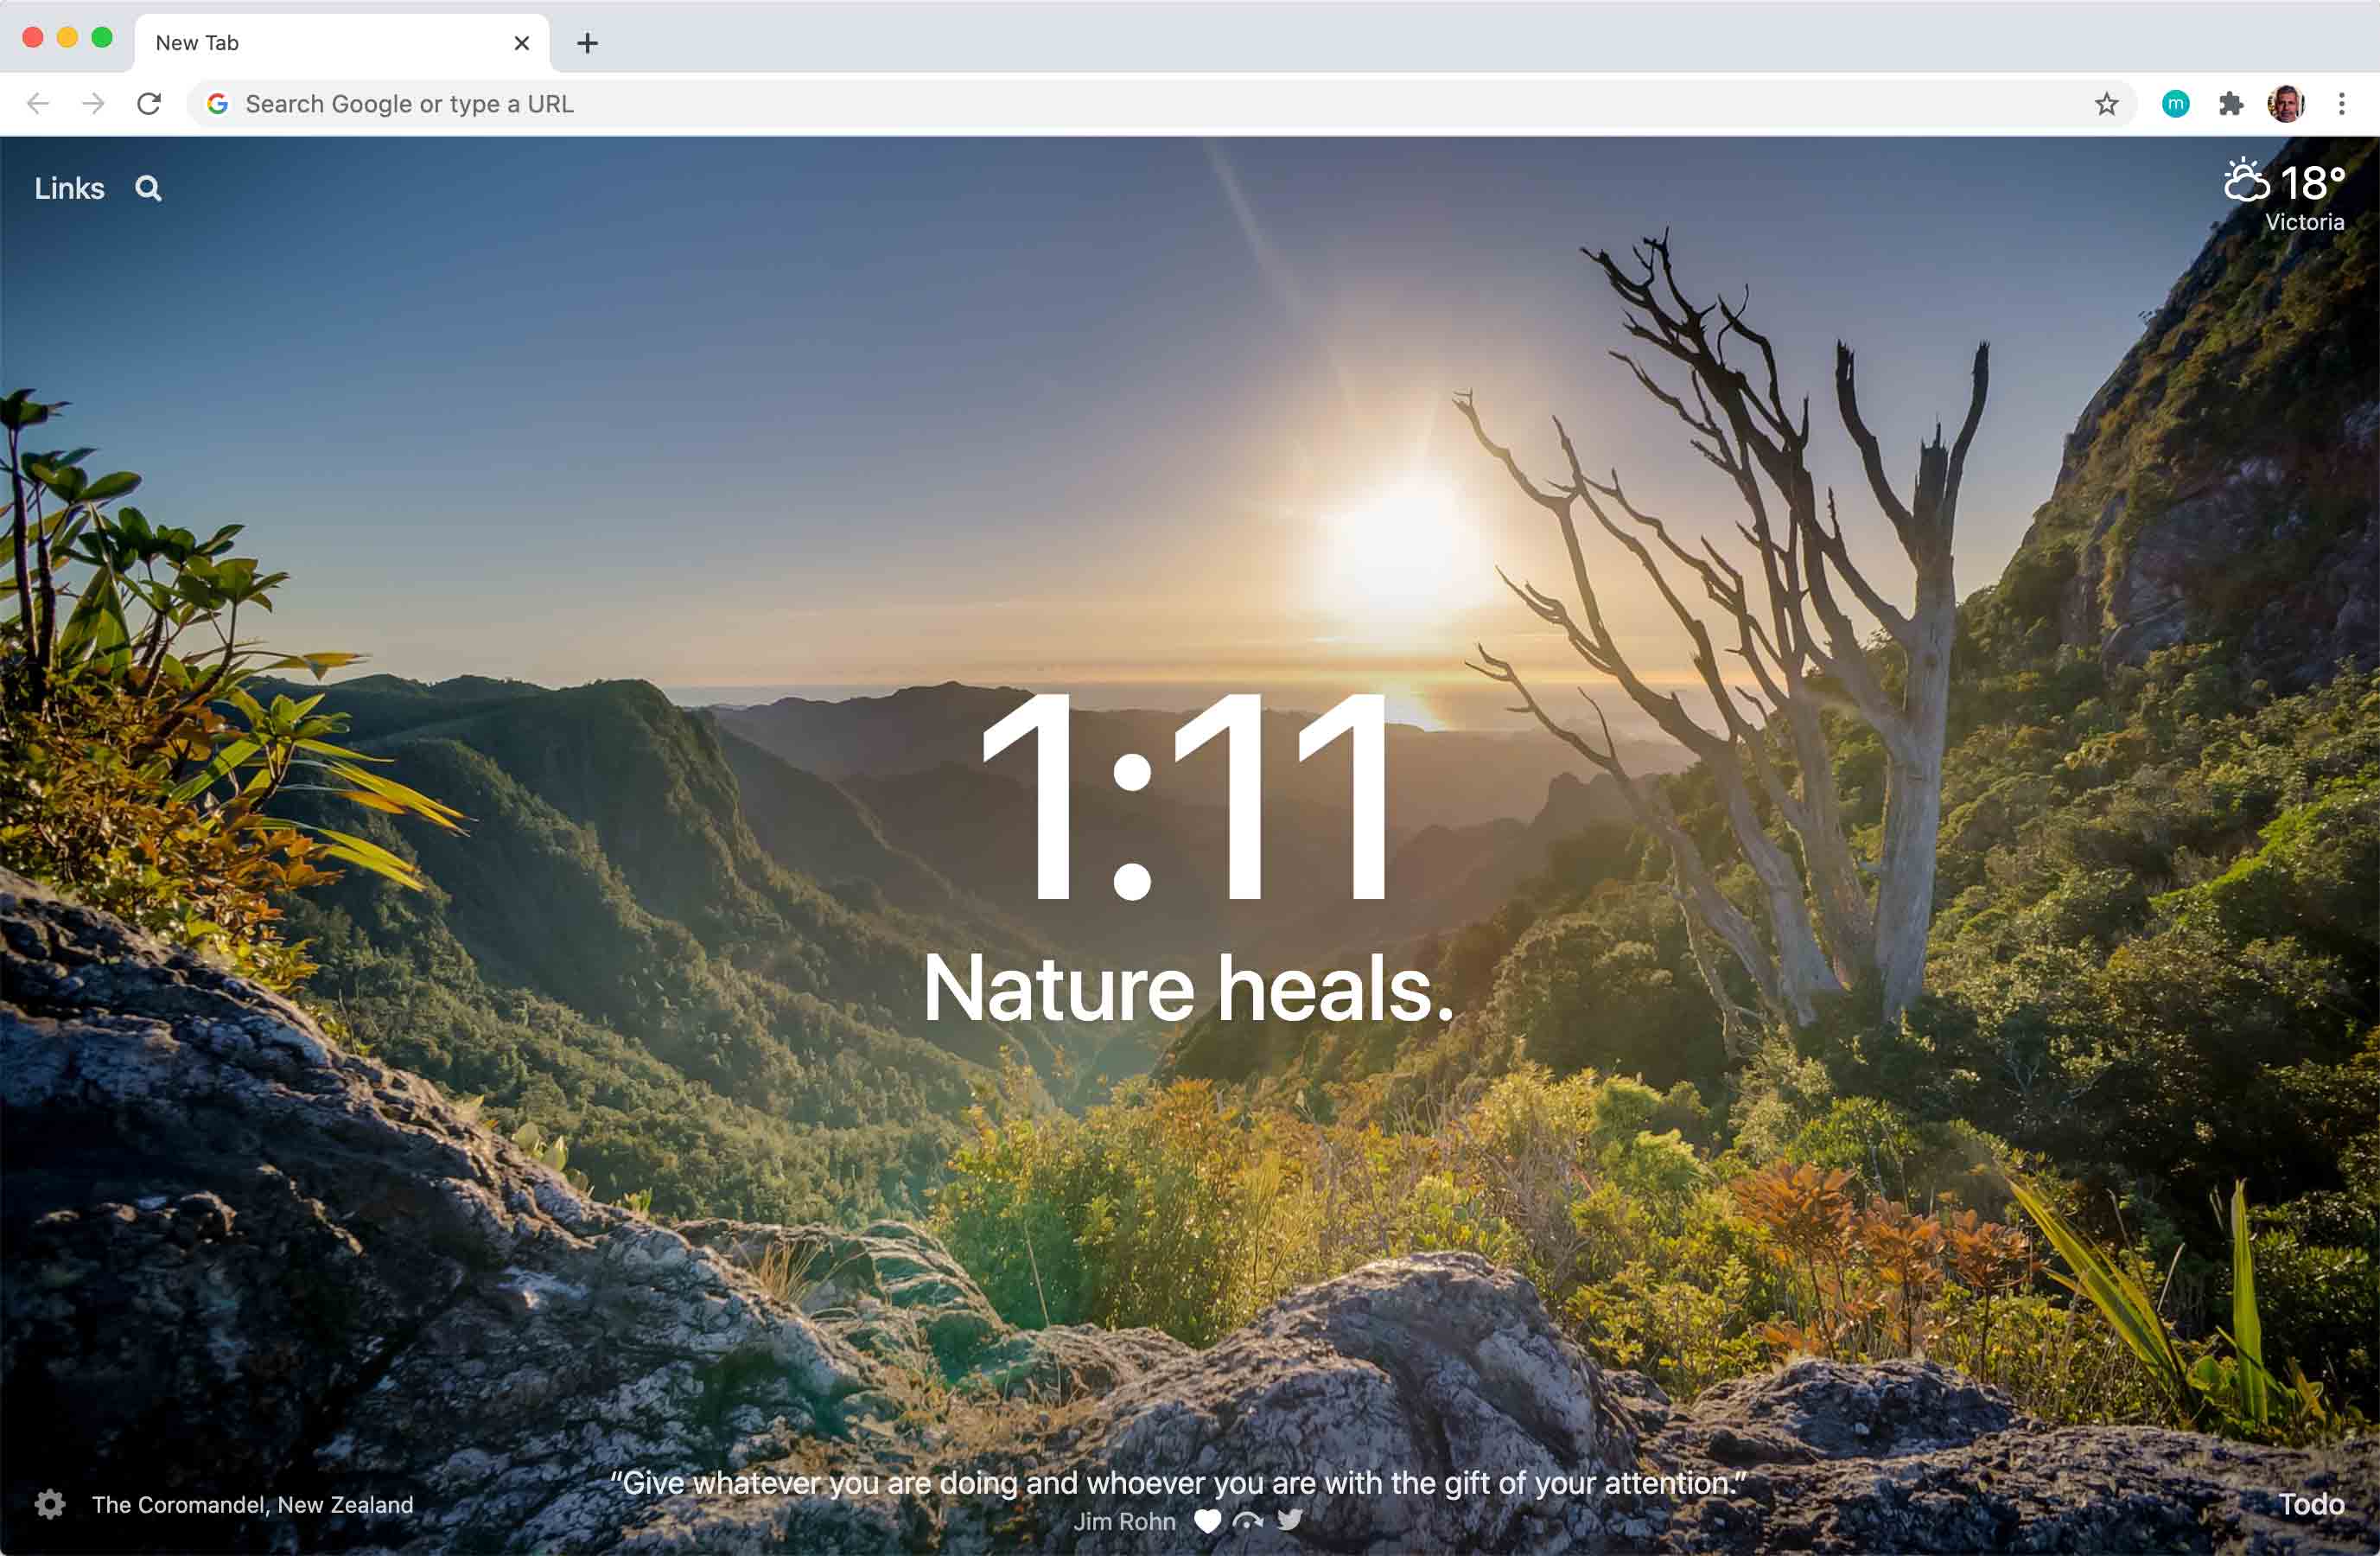 New Tab
Search Google or type a URL
m
Links
18°
Victoria
1:11
Nature heals.
“Give whatever you are doing and whoever you are with the gift of your attention.”
The Coromandel, New Zealand
Jim Rohn
Todo